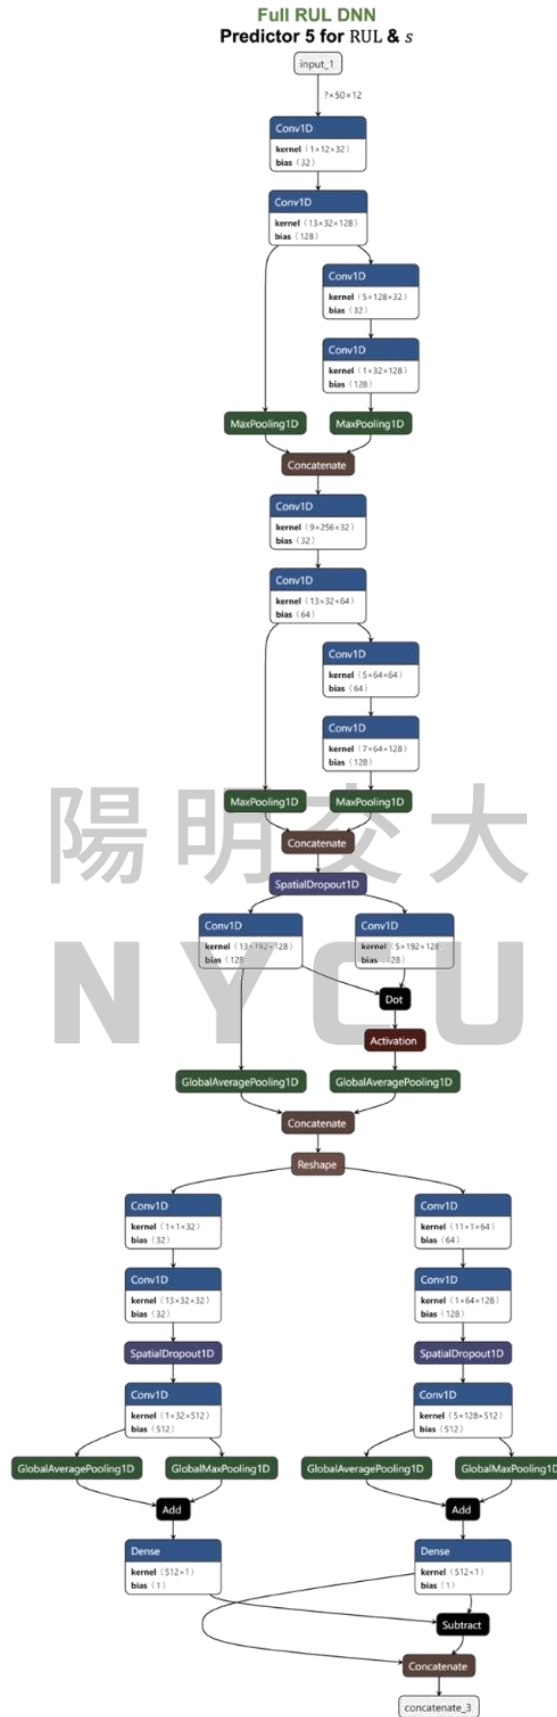 Full RUL DNN
Predictor 5 for RUL & s
input_1
?×50×12
Conv1D
kernel (1×12×32)
bias (32)
Conv1D
kernel (13×32×128)
bias (128)
Conv1D
kernel (5×128×32)
bias (32)
Conv1D
kernel (1×32×128)
bias (128)
MaxPooling1D MaxPooling1D
Concatenate
Conv1D
kernel (9×256×32)
bias (32)
Conv1D
kernel (13×32×64)
bias (64)
Conv1D
kernel (5×64×64)
bias (64)
Conv1D
kernel (7×64×128)
bias (128)
MaxPooling1D MaxPooling1D
陽明交大
Concatenate
SpatialDropout1D
Conv1D Conv1D
kernel (13×192×128) kernel (5×192×128)
bias (128) bias (128)
NYCU
Dot
Activation
GlobalAveragePooling1D GlobalAveragePooling1D
Concatenate
Reshape
Conv1D Conv1D
kernel (1×1×32) kernel (11×1×64)
bias (32) bias (64)
Conv1D Conv1D
kernel (13×32×32) kernel (1×64×128)
bias (32) bias (128)
SpatialDropout1D SpatialDropout1D
Conv1D Conv1D
kernel (1×32×512) kernel (5×128×512)
bias (512) bias (512)
GlobalAveragePooling1D GlobalMaxPooling1D GlobalAveragePooling1D GlobalMaxPooling1D
Add Add
Dense Dense
kernel (512×1) kernel (512×1)
bias (1) bias (1)
Subtract
Concatenate
concatenate_3